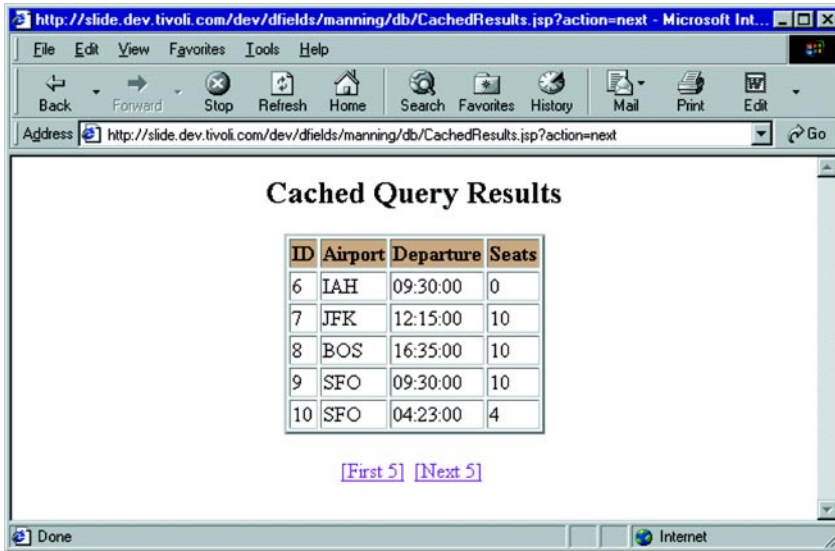 http://slide.dev.tivoli.com/dev/dfields/manning/db/CachedResults.jsp?action=next - Microsoft Int...
File Edit View Favorites Tools Help
Back Forward Stop Refresh Home Search Favorites History Mail Print Edit
Address http://slide.dev.tivoli.com/dev/dfields/manning/db/CachedResults.jsp?action=next Go
Cached Query Results
ID Airport Departure Seats
6 IAH 09:30:00 0
7 JFK 12:15:00 10
8 BOS 16:35:00 10
9 SFO 09:30:00 10
10 SFO 04:23:00 4
[First 5] [Next 5]
Done Internet